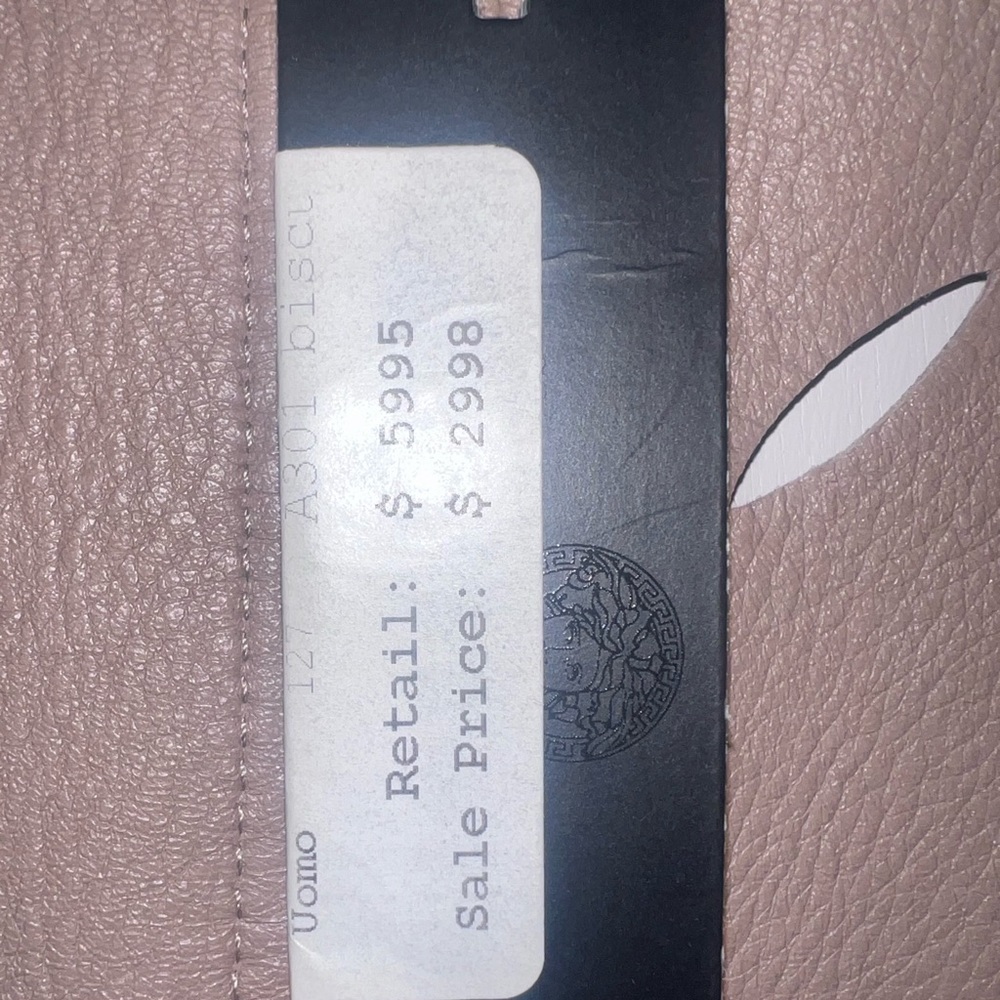 Uomo 127 A301 biscu
Retail: $ 5995
Sale Price: $ 2998